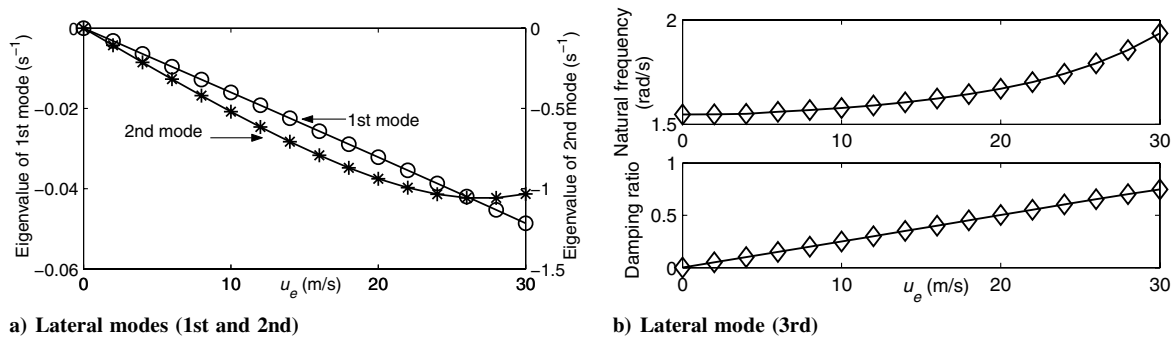 −0
−0.02
−0.04
−0.06
0
10
20
30
0
−0.5
−1
−1.5
Eigenvalue of 1st mode (s⁻¹)
Eigenvalue of 2nd mode (s⁻¹)
1st mode
2nd mode
u_e (m/s)
a) Lateral modes (1st and 2nd)
Natural frequency
(rad/s)
2
1.5
0
10
20
30
Damping ratio
1
0.5
0
0
10
20
30
u_e (m/s)
b) Lateral mode (3rd)